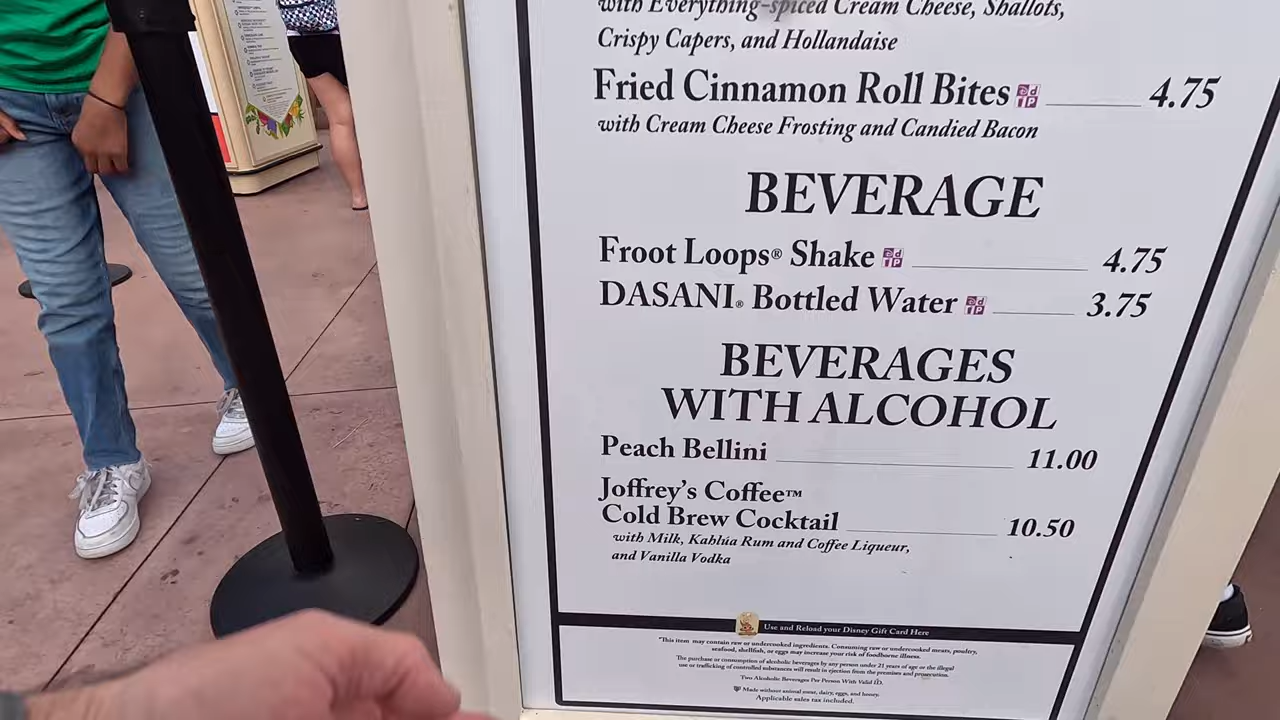 with Everything-spiced Cream Cheese, Shallots,
Crispy Capers, and Hollandaise
Fried Cinnamon Roll Bites 4.75
with Cream Cheese Frosting and Candied Bacon
BEVERAGE
Froot Loops® Shake 4.75
DASANI® Bottled Water 3.75
BEVERAGES
WITH ALCOHOL
Peach Bellini 11.00
Joffrey's Coffee™
Cold Brew Cocktail 10.50
with Milk, Kahlúa Rum and Coffee Liqueur,
and Vanilla Vodka
Use and Reload your Disney Gift Card Here
*This item may contain raw or undercooked ingredients. Consuming raw or undercooked meats, poultry,
seafood, shellfish, or eggs may increase your risk of foodborne illness.
The purchase or consumption of alcoholic beverages by any person under 21 years of age or the illegal
use or trafficking of controlled substances will result in ejection from the premises and prosecution.
Two Alcoholic Beverages Per Person With Valid ID.
Made without animal meat, dairy, eggs, and honey.
Applicable sales tax included.